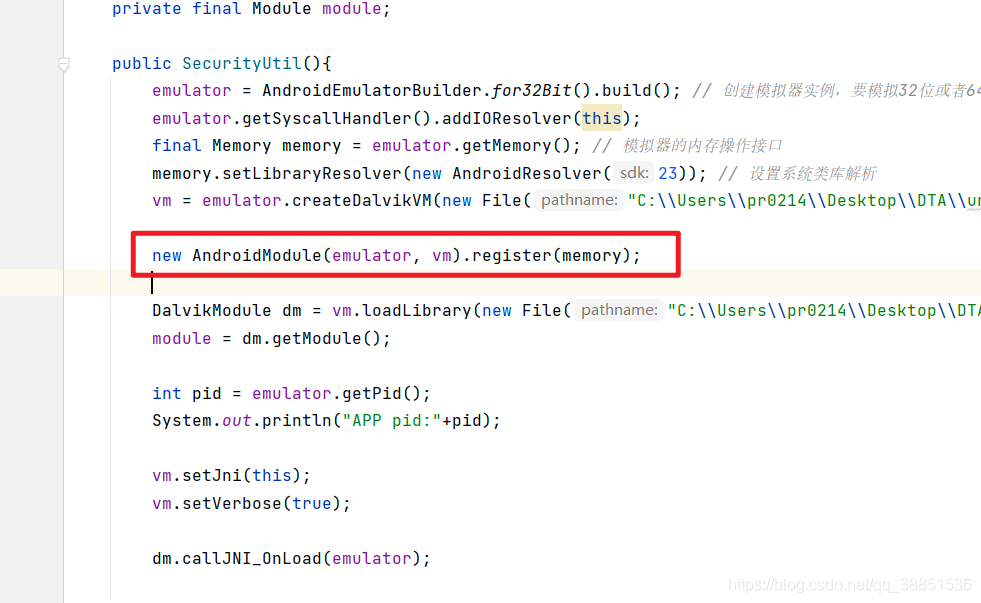 private final Module module;
public SecurityUtil(){
emulator = AndroidEmulatorBuilder.for32Bit().build(); // 创建模拟器实例，要模拟32位或者64
emulator.getSyscallHandler().addIOResolver(this);
final Memory memory = emulator.getMemory(); // 模拟器的内存操作接口
memory.setLibraryResolver(new AndroidResolver( sdk: 23)); // 设置系统类库解析
vm = emulator.createDalvikVM(new File( pathname: "C:\\Users\\pr0214\\Desktop\\DTA\\un
new AndroidModule(emulator, vm).register(memory);
DalvikModule dm = vm.loadLibrary(new File( pathname: "C:\\Users\\pr0214\\Desktop\\DTA
module = dm.getModule();
int pid = emulator.getPid();
System.out.println("APP pid:"+pid);
vm.setJni(this);
vm.setVerbose(true);
dm.callJNI_OnLoad(emulator);
https://blog.csdn.net/qq_38851536